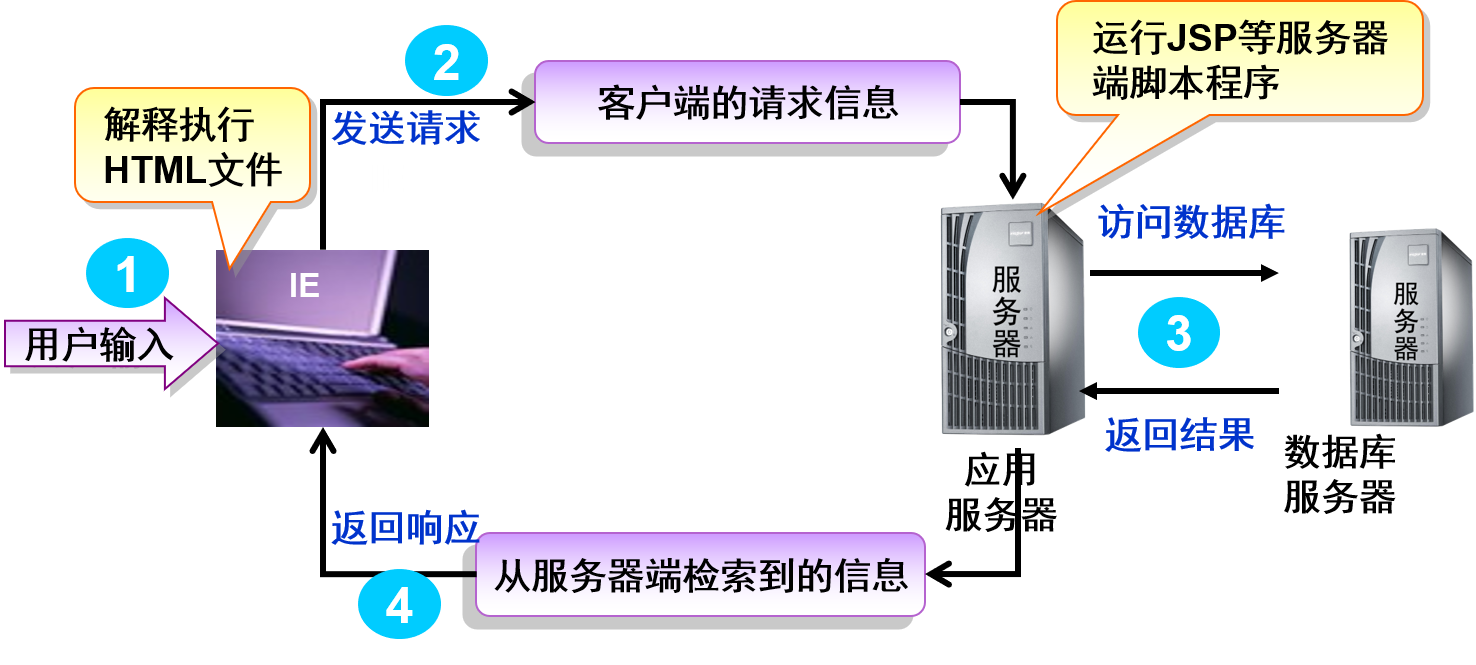 2
发送请求
客户端的请求信息
运行JSP等服务器
端脚本程序
解释执行
HTML文件
1
用户输入
IE
服
务
器
访问数据库
3
返回结果
服
务
器
应用
服务器
数据库
服务器
返回响应
4
从服务器端检索到的信息